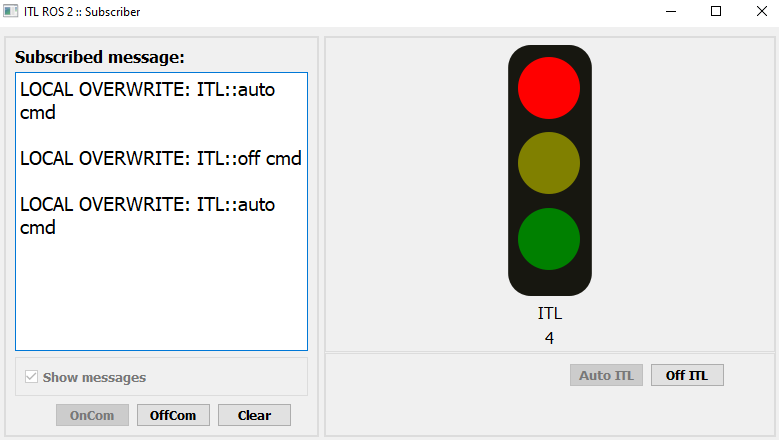 ITL ROS 2 :: Subscriber
Subscribed message:
LOCAL OVERWRITE: ITL::auto
cmd
LOCAL OVERWRITE: ITL::off cmd
LOCAL OVERWRITE: ITL::auto
cmd
Show messages
OnCom OffCom Clear
ITL
4
Auto ITL Off ITL